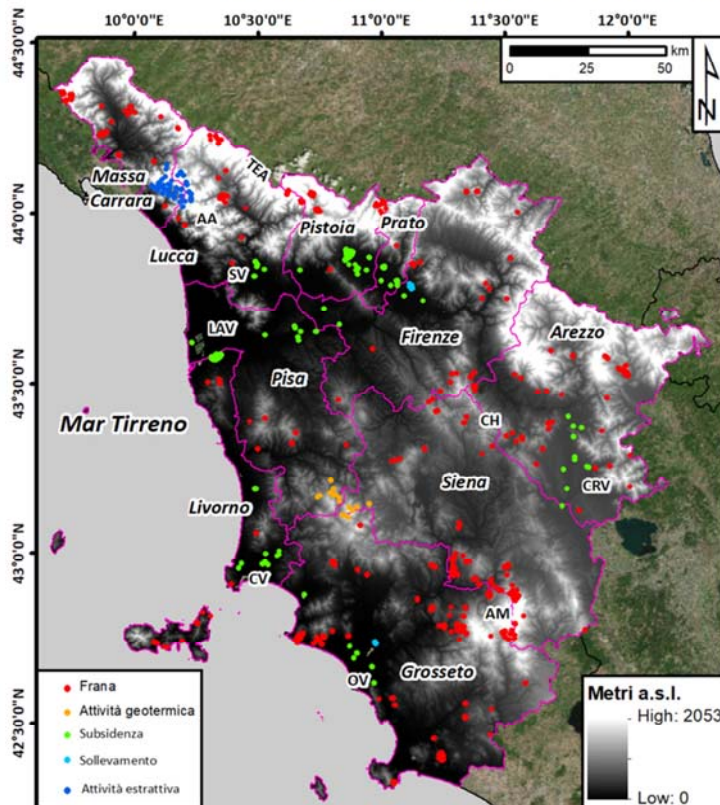 10°0'0"E 10°30'0"E 11°0'0"E 11°30'0"E 12°0'0"E
44°30'0"N
44°0'0"N
43°30'0"N
43°0'0"N
42°30'0"N
km
0 25 50
N
Massa
Carrara
TEA
AA
Pistoia
Prato
Lucca
SV
LAV
Firenze
Arezzo
Pisa
Mar Tirreno
CH
Siena
CRV
Livorno
CV
AM
OV
Grosseto
Frana
Attività geotermica
Subsidenza
Sollevamento
Attività estrattiva
Metri a.s.l.
High: 2053
Low: 0